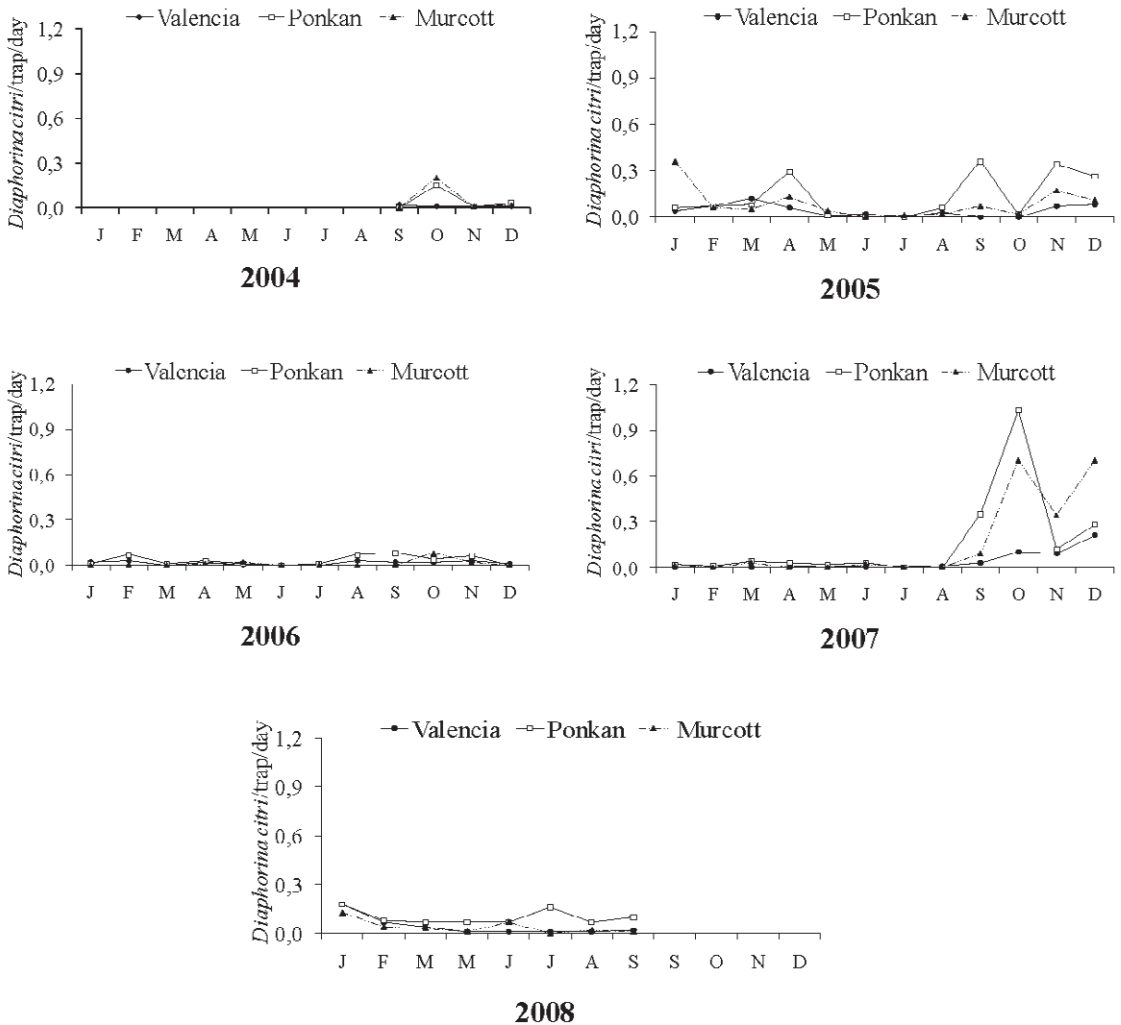 Valencia Ponkan Murcott
Diaphorina citri/trap/day
1,2
0,9
0,6
0,3
0,0
J F M A M J J A S O N D
2004
Valencia Ponkan Murcott
Diaphorina citri/trap/day
1,2
0,9
0,6
0,3
0,0
J F M A M J J A S O N D
2005
Valencia Ponkan Murcott
Diaphorina citri/trap/day
1,2
0,9
0,6
0,3
0,0
J F M A M J J A S O N D
2006
Valencia Ponkan Murcott
Diaphorina citri/trap/day
1,2
0,9
0,6
0,3
0,0
J F M A M J J A S O N D
2007
Valencia Ponkan Murcott
Diaphorina citri/trap/day
1,2
0,9
0,6
0,3
0,0
J F M M J J A S S O N D
2008